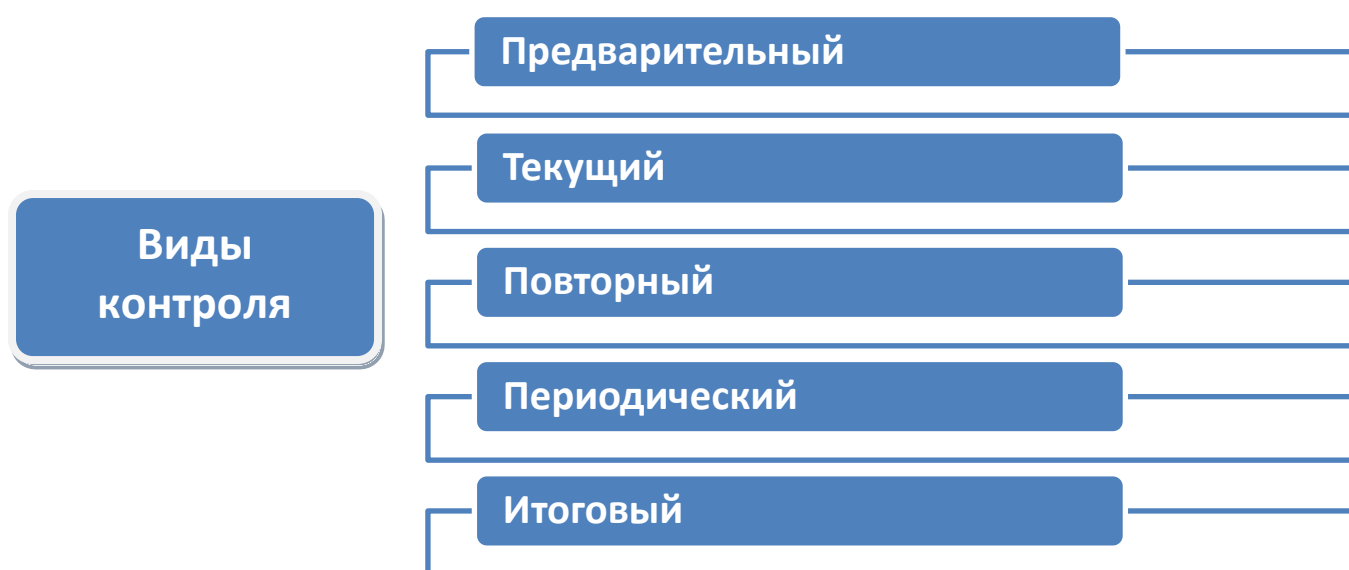 Виды
контроля
Предварительный
Текущий
Повторный
Периодический
Итоговый